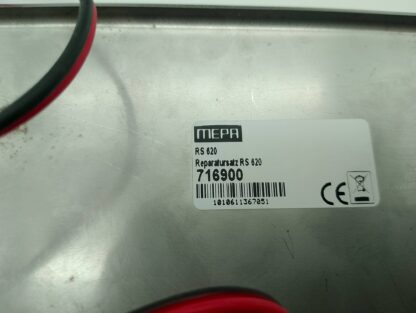 MEPA
RS 620
Reparatursatz RS 620
716900
1010611367051
CE